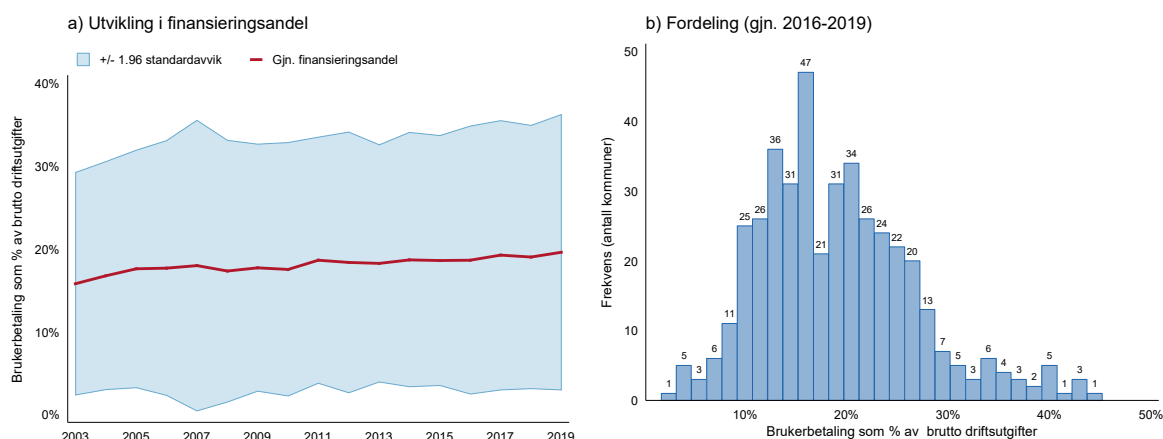 a) Utvikling i finansieringsandel
+/- 1.96 standardavvik
Gjn. finansieringsandel
Brukerbetaling som % av brutto driftsutgifter
40%
30%
20%
10%
0%
2003 2005 2007 2009 2011 2013 2015 2017 2019
b) Fordeling (gjn. 2016-2019)
Frekvens (antall kommuner)
50
40
30
20
10
0
1 5 3 6 11 25 26 36 31 47 21 31 34 26 24 22 20 13 7 5 3 6 4 3 2 5 1 3 1
10% 20% 30% 40% 50%
Brukerbetaling som % av brutto driftsutgifter